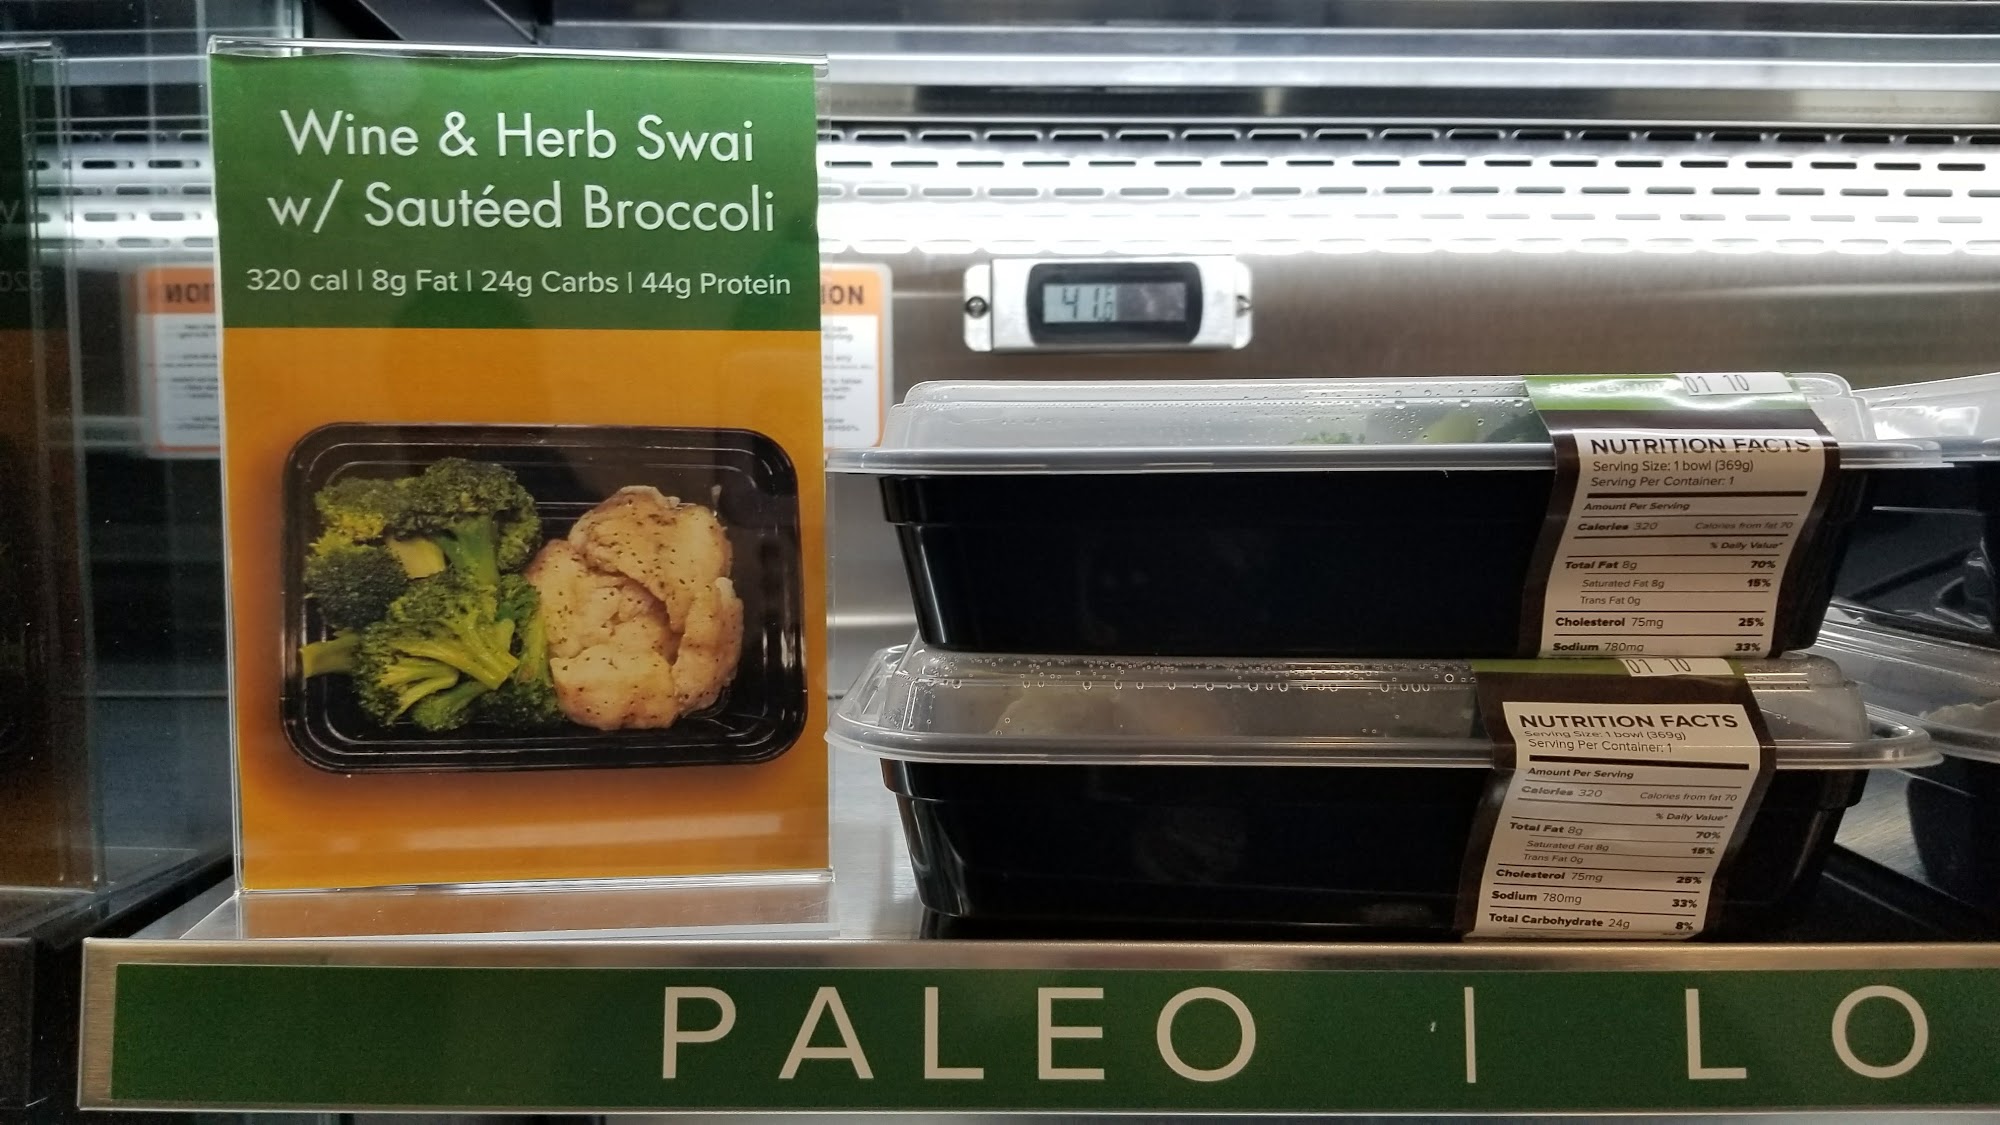 Wine & Herb Swai
w/ Sautéed Broccoli
320 cal | 8g Fat | 24g Carbs | 44g Protein
ION
41.
01 10
NUTRITION FACTS
Serving Size: 1 bowl (369g)
Serving Per Container: 1
Amount Per Serving
Calories 320 Calories from fat 70
% Daily Value*
Total Fat 8g 70%
Saturated Fat 8g 15%
Trans Fat 0g
Cholesterol 75mg 25%
Sodium 780mg 33%
01 10
NUTRITION FACTS
Serving Size: 1 bowl (369g)
Serving Per Container: 1
Amount Per Serving
Calories 320 Calories from fat 70
% Daily Value*
Total Fat 8g 70%
Saturated Fat 8g 15%
Trans Fat 0g
Cholesterol 75mg 25%
Sodium 780mg 33%
Total Carbohydrate 24g 8%
PALEO | LO